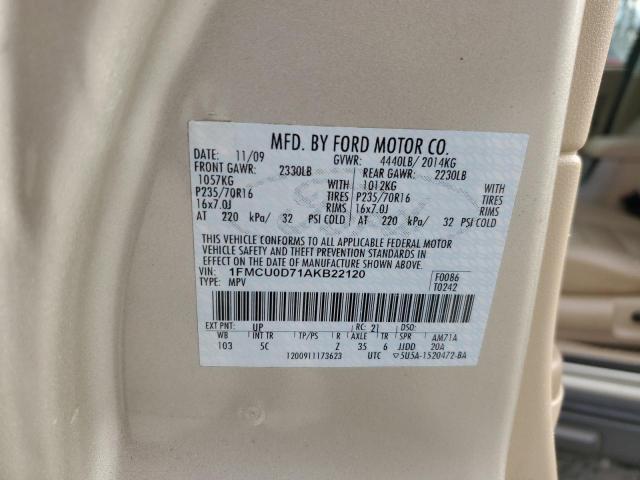 MFD. BY FORD MOTOR CO.
DATE: 11/09 GVWR: 4440LB/ 2014KG
FRONT GAWR: 2330LB REAR GAWR: 2230LB
1057KG WITH 1012KG WITH
P235/70R16 TIRES P235/70R16 TIRES
16x7.0J RIMS 16x7.0J RIMS
AT 220 kPa/ 32 PSI COLD AT 220 kPa/ 32 PSI COLD
THIS VEHICLE CONFORMS TO ALL APPLICABLE FEDERAL MOTOR
VEHICLE SAFETY AND THEFT PREVENTION STANDARDS IN
EFFECT ON THE DATE OF MANUFACTURE SHOWN ABOVE.
VIN: 1FMCU0D71AKB22120 F0086
TYPE: MPV T0242
EXT PNT: UP RC: 21 DSO:
WB INT TR TP/PS R AXLE TR SPR AM71A
103 5C Z 35 6 JJDD 20A
1200911173623 UTC ▽5U5A-1520472-BA